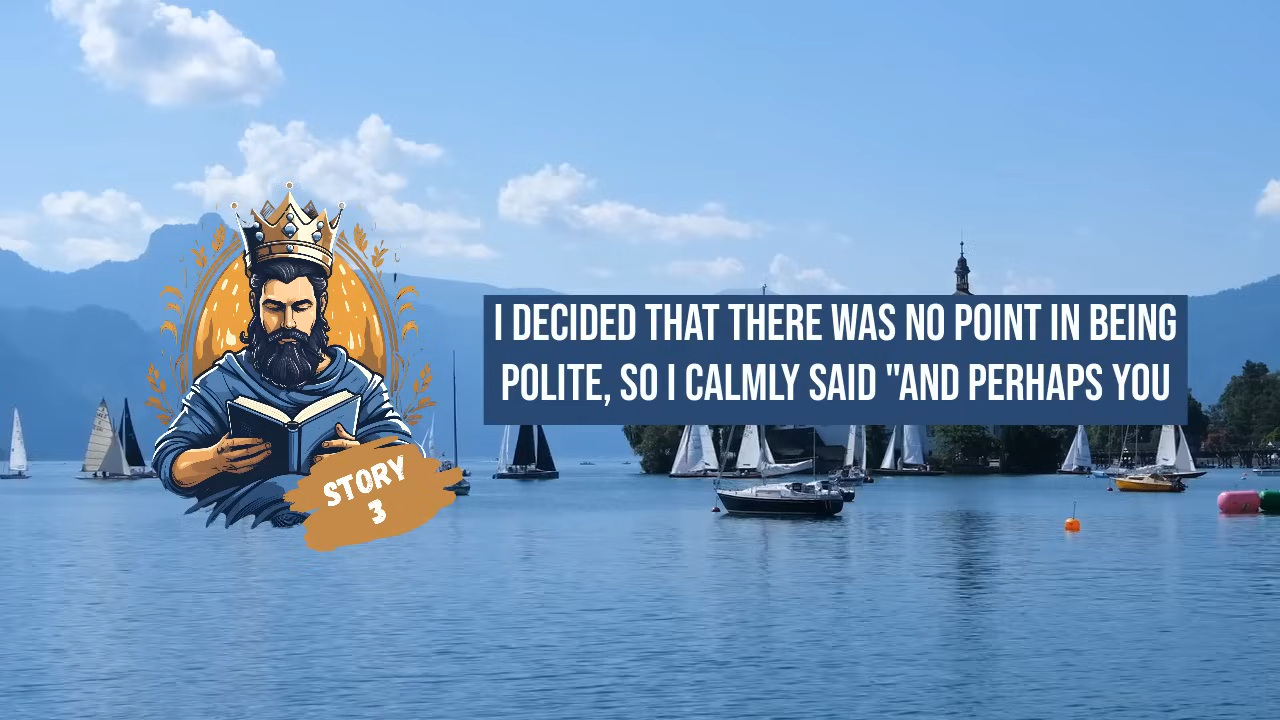 I DECIDED THAT THERE WAS NO POINT IN BEING
POLITE, SO I CALMLY SAID "AND PERHAPS YOU
STORY
3